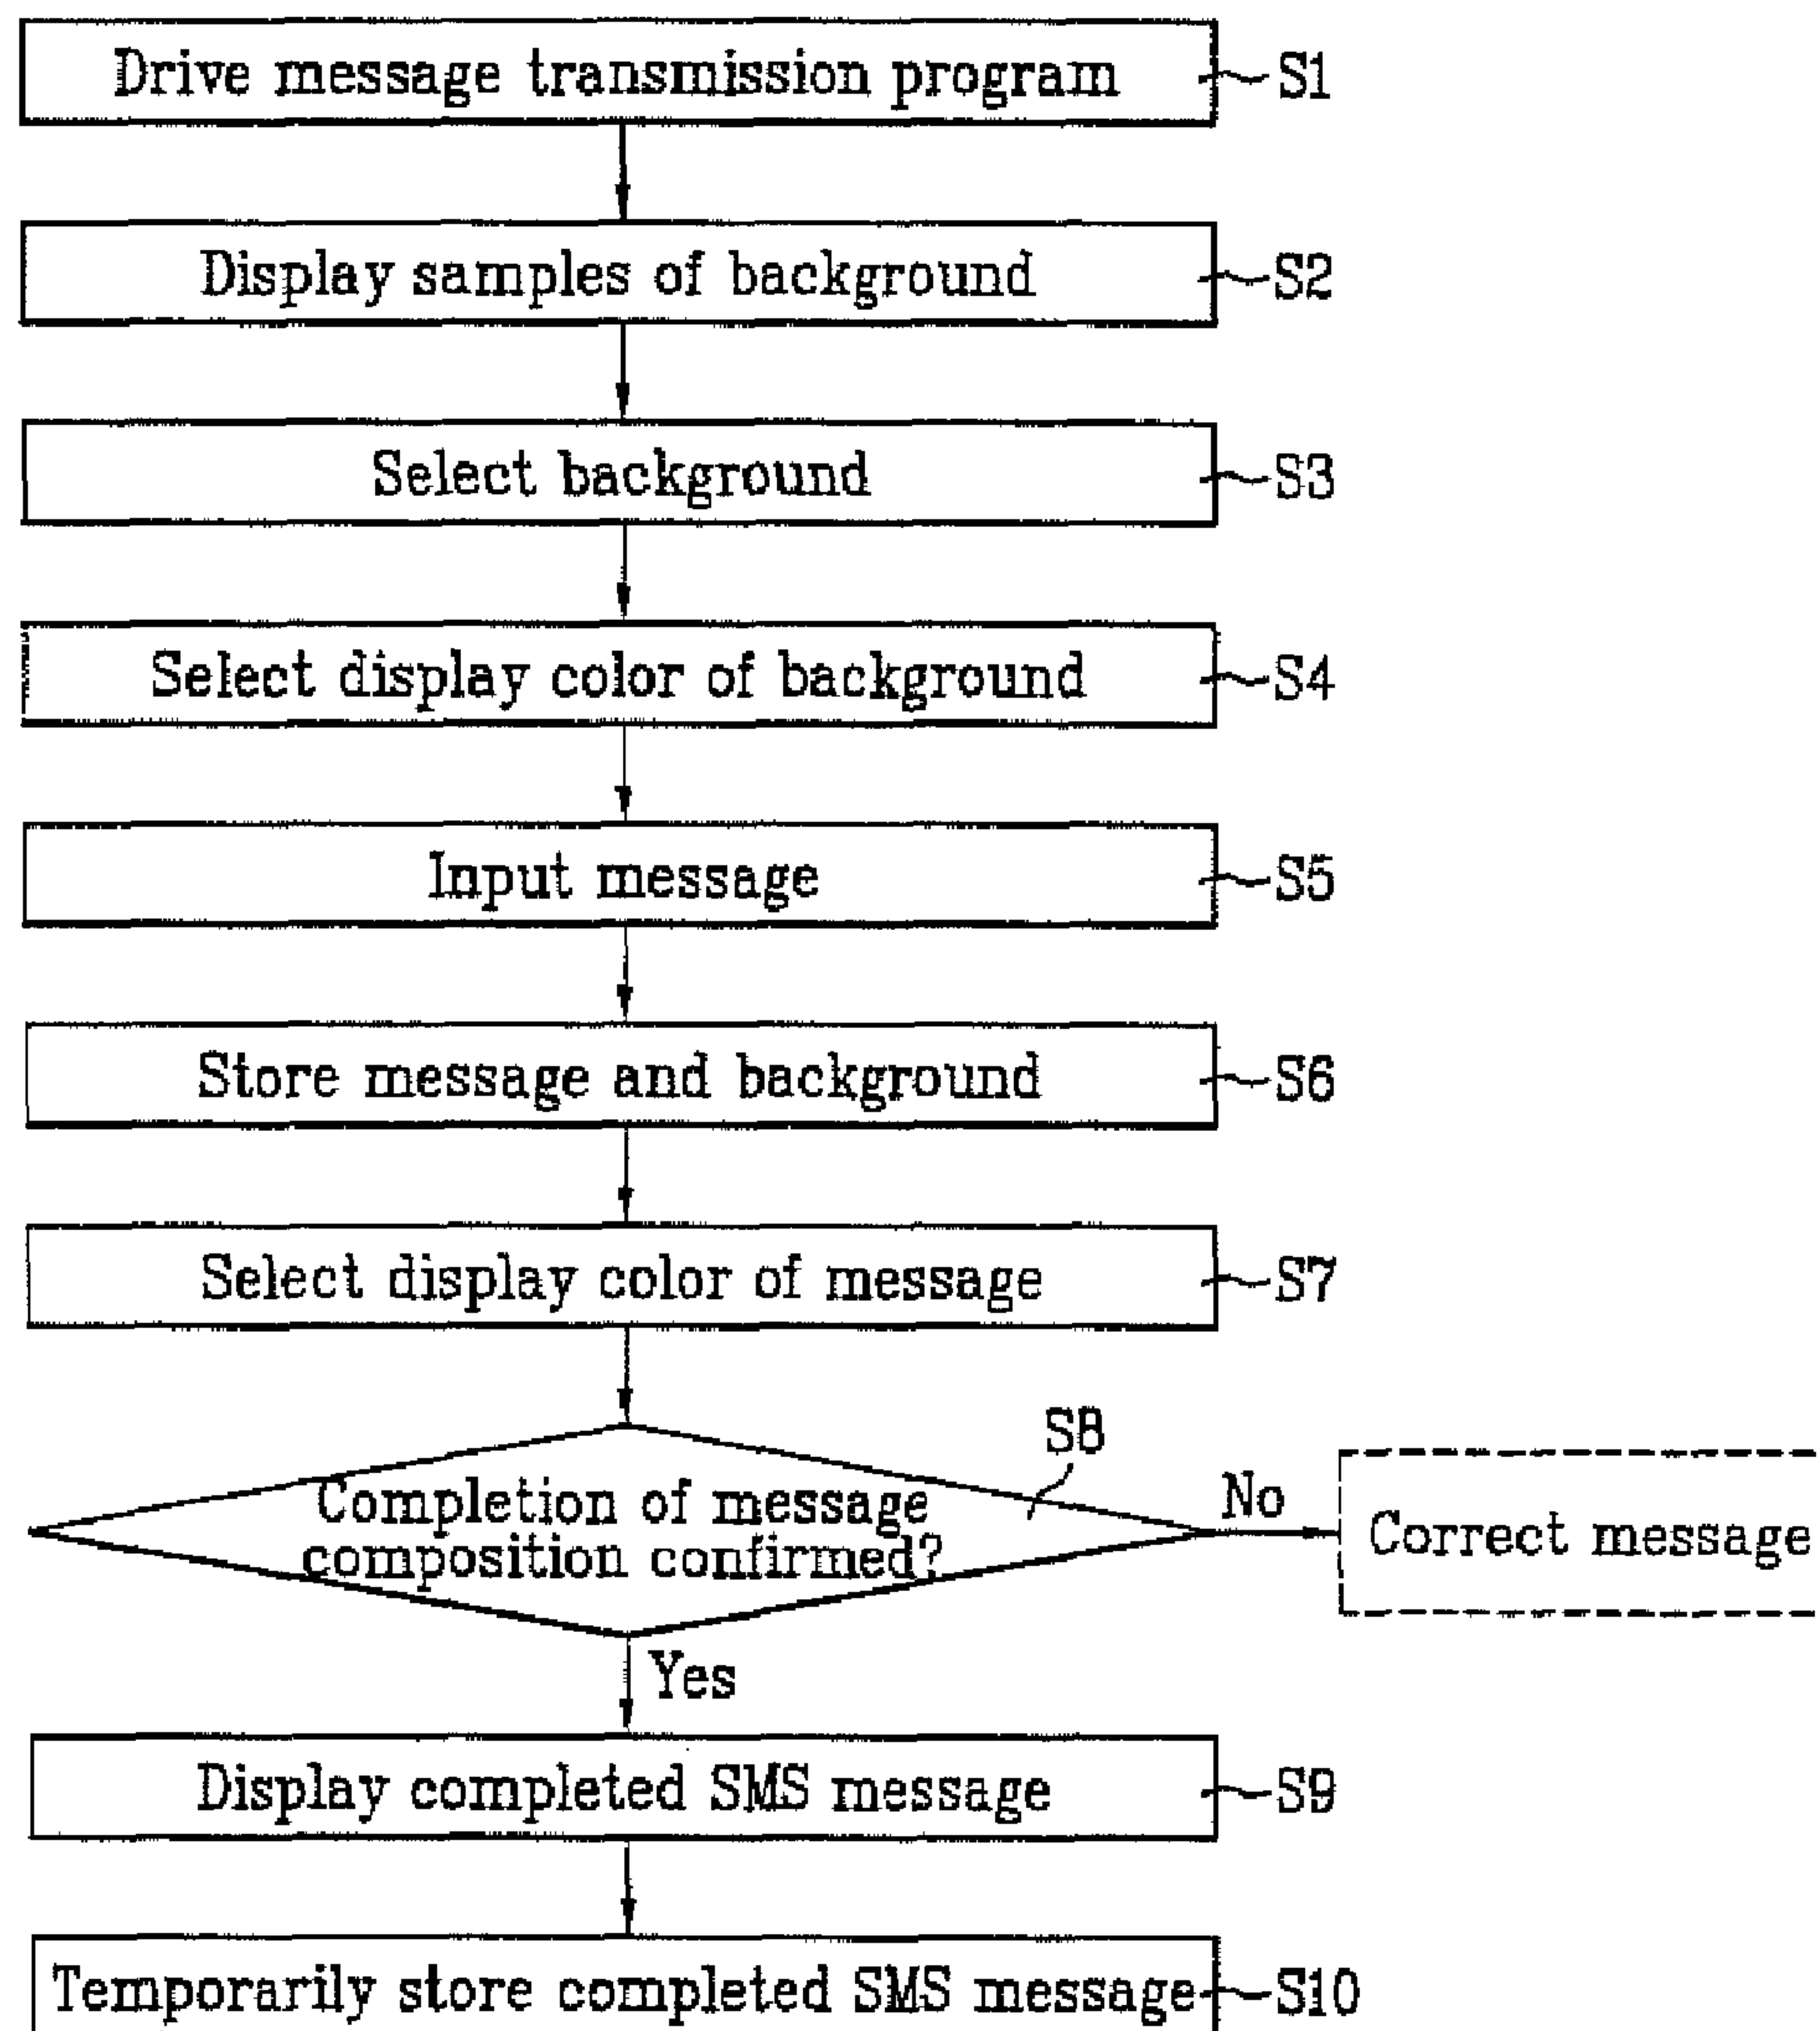 Drive message transmission program S1
Display samples of background S2
Select background S3
Select display color of background S4
Input message S5
Store message and background S6
Select display color of message S7
S8
Completion of message
composition confirmed?
No
Correct message
Yes
Display completed SMS message S9
Temporarily store completed SMS message S10